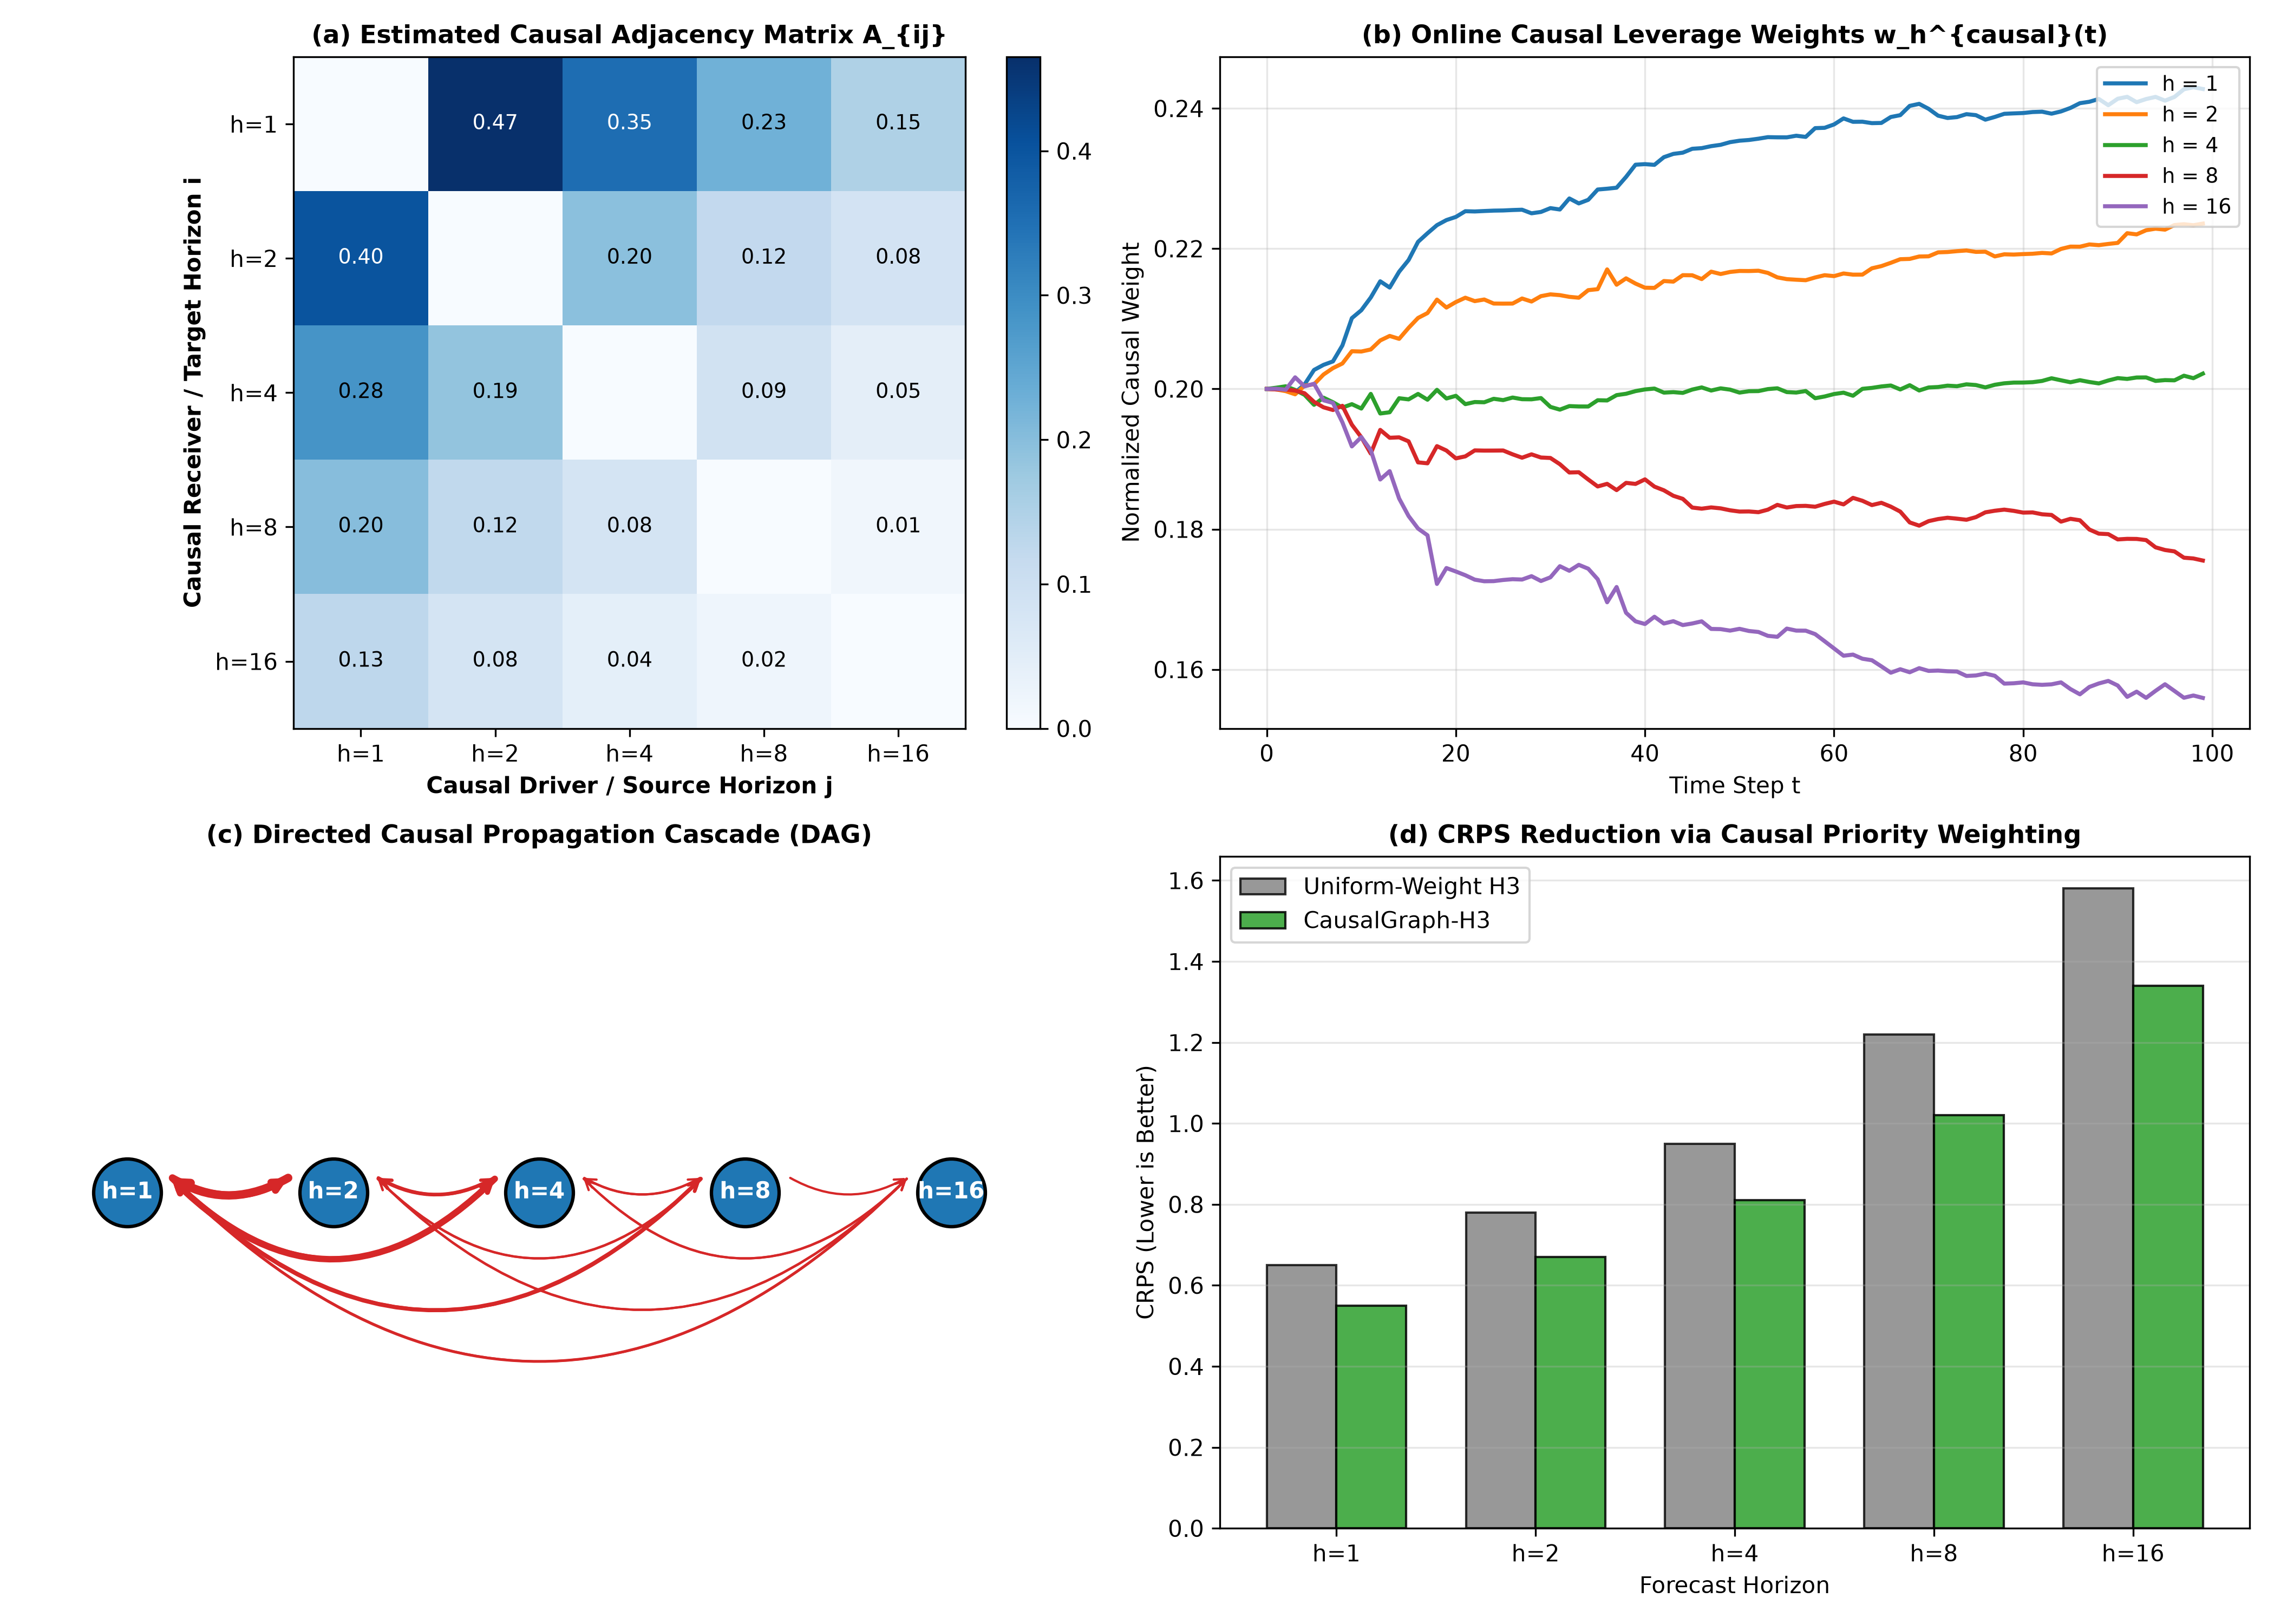 (a) Estimated Causal Adjacency Matrix A_{ij}
Causal Receiver / Target Horizon i
h=1
h=2
h=4
h=8
h=16
0.47 0.35 0.23 0.15
0.40 0.20 0.12 0.08
0.28 0.19 0.09 0.05
0.20 0.12 0.08 0.01
0.13 0.08 0.04 0.02
h=1 h=2 h=4 h=8 h=16
Causal Driver / Source Horizon j
0.4
0.3
0.2
0.1
0.0
(b) Online Causal Leverage Weights w_h^{causal}(t)
Normalized Causal Weight
0.24
0.22
0.20
0.18
0.16
h = 1
h = 2
h = 4
h = 8
h = 16
0 20 40 60 80 100
Time Step t
(c) Directed Causal Propagation Cascade (DAG)
h=1 h=2 h=4 h=8 h=16
(d) CRPS Reduction via Causal Priority Weighting
CRPS (Lower is Better)
1.6
1.4
1.2
1.0
0.8
0.6
0.4
0.2
0.0
Uniform-Weight H3
CausalGraph-H3
h=1 h=2 h=4 h=8 h=16
Forecast Horizon